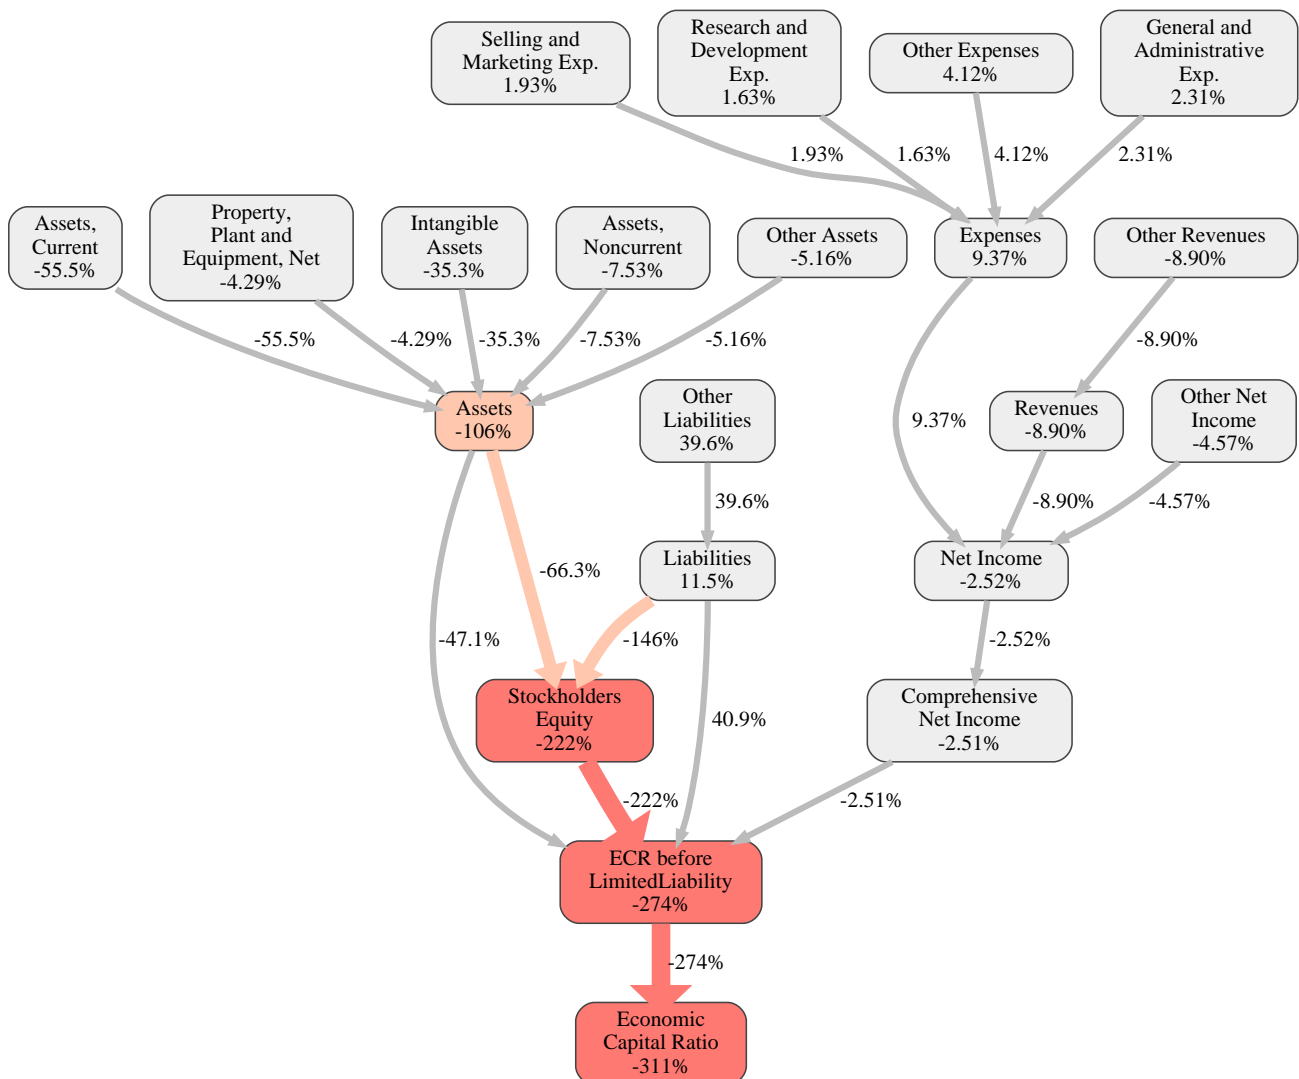 Selling and
Marketing Exp.
1.93%
Research and
Development
Exp.
1.63%
Other Expenses
4.12%
General and
Administrative
Exp.
2.31%
1.93%
1.63%
4.12%
2.31%
Assets,
Current
-55.5%
Property,
Plant and
Equipment, Net
-4.29%
Intangible
Assets
-35.3%
Assets,
Noncurrent
-7.53%
Other Assets
-5.16%
Expenses
9.37%
Other Revenues
-8.90%
-55.5%
-4.29%
-35.3%
-7.53%
-5.16%
-8.90%
Assets
-106%
Other
Liabilities
39.6%
9.37%
Revenues
-8.90%
Other Net
Income
-4.57%
39.6%
-8.90%
-4.57%
-66.3%
Liabilities
11.5%
Net Income
-2.52%
-47.1%
-146%
-2.52%
Stockholders
Equity
-222%
40.9%
Comprehensive
Net Income
-2.51%
-222%
-2.51%
ECR before
LimitedLiability
-274%
-274%
Economic
Capital Ratio
-311%